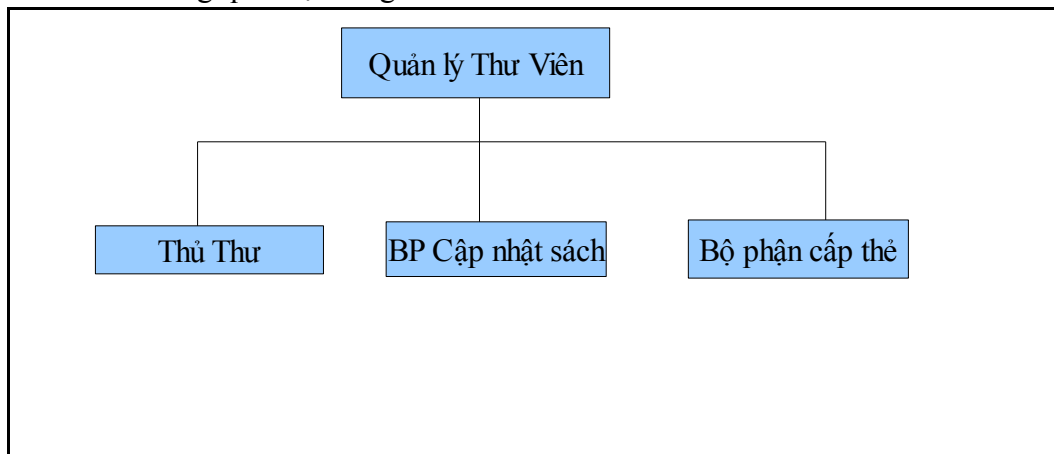 Quản lý Thư Viên
Thủ Thư
BP Cập nhật sách
Bộ phận cấp thẻ